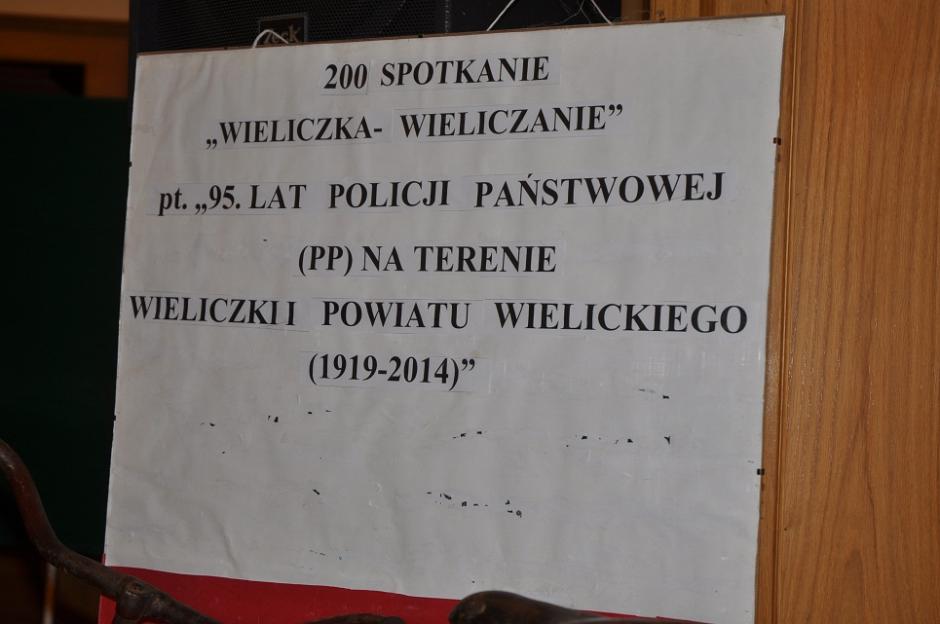 200 SPOTKANIE
„WIELICZKA- WIELICZANIE”
pt. „95. LAT POLICJI PAŃSTWOWEJ
(PP) NA TERENIE
WIELICZKI I POWIATU WIELICKIEGO
(1919-2014)”